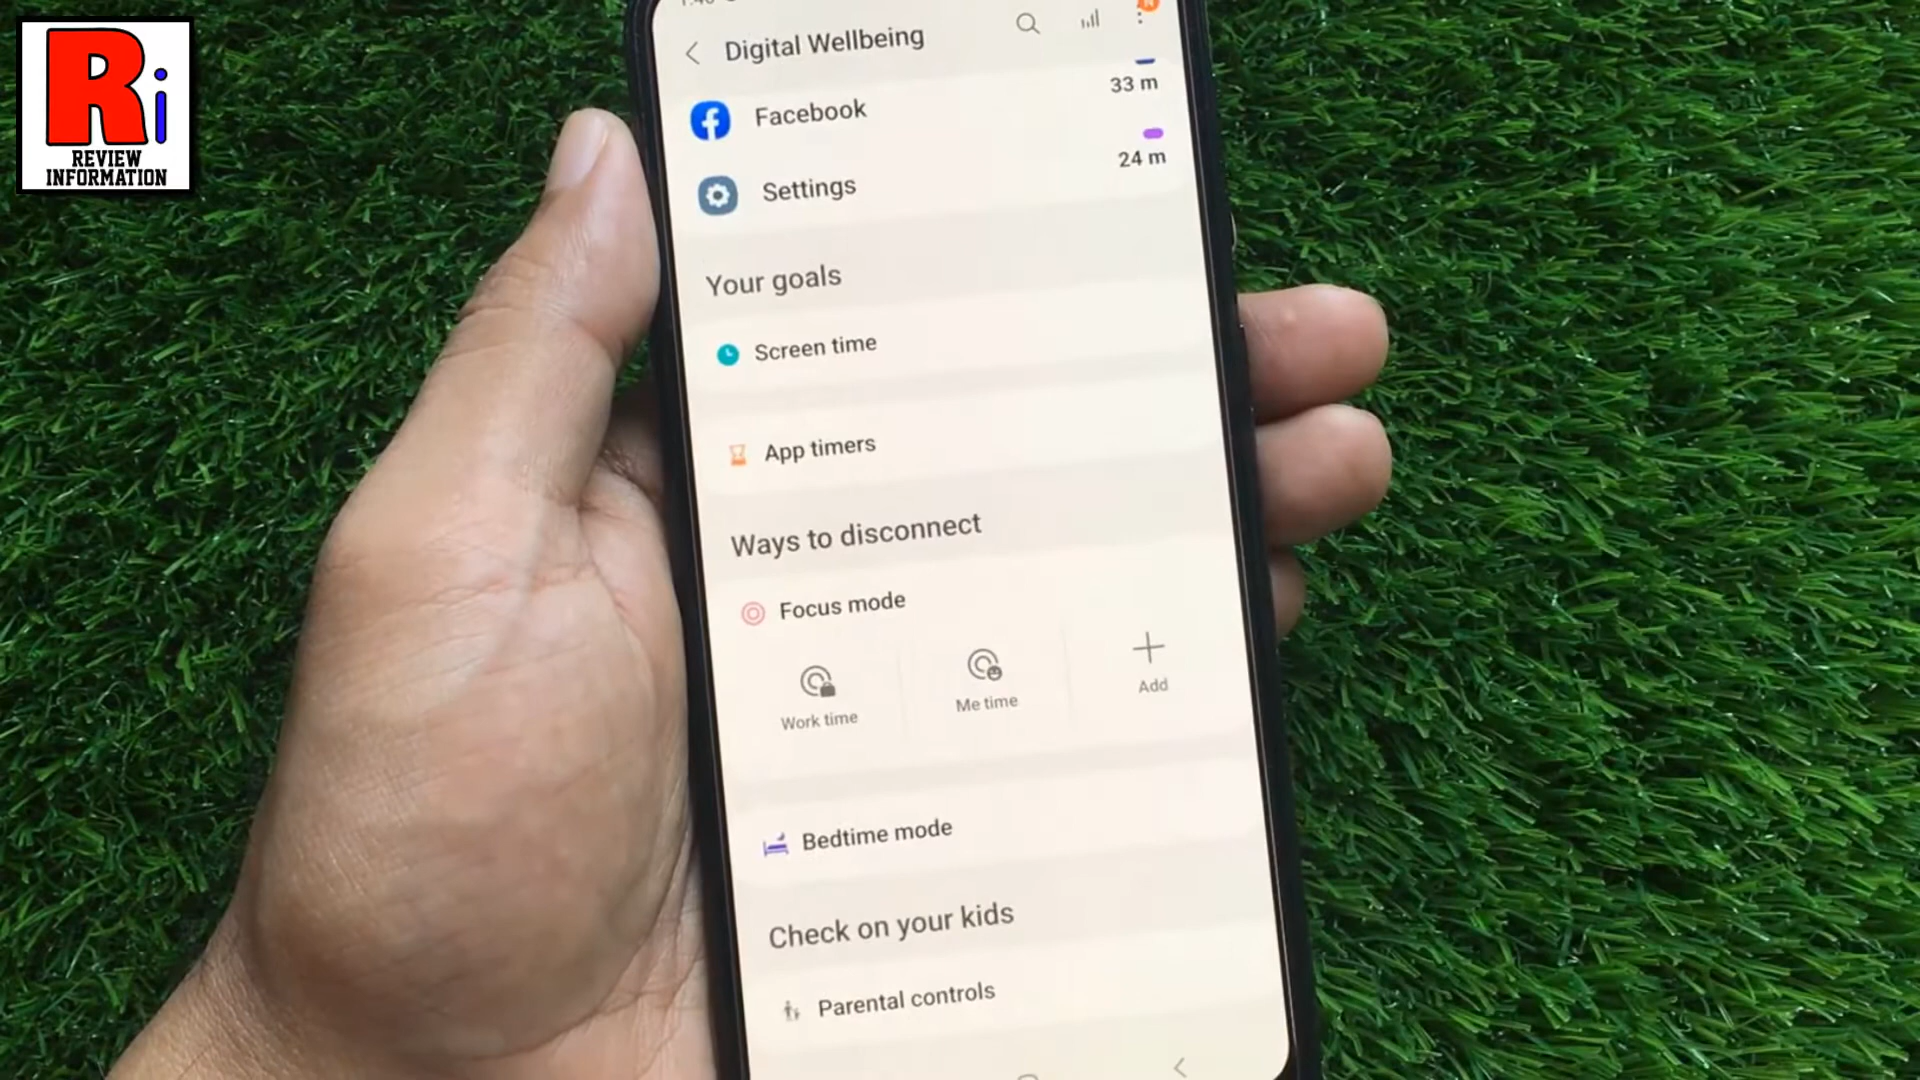 Ri
REVIEW
INFORMATION
Digital Wellbeing
33 m
Facebook
24 m
Settings
Your goals
Screen time
App timers
Ways to disconnect
Focus mode
Work time
Me time
Add
Bedtime mode
Check on your kids
Parental controls